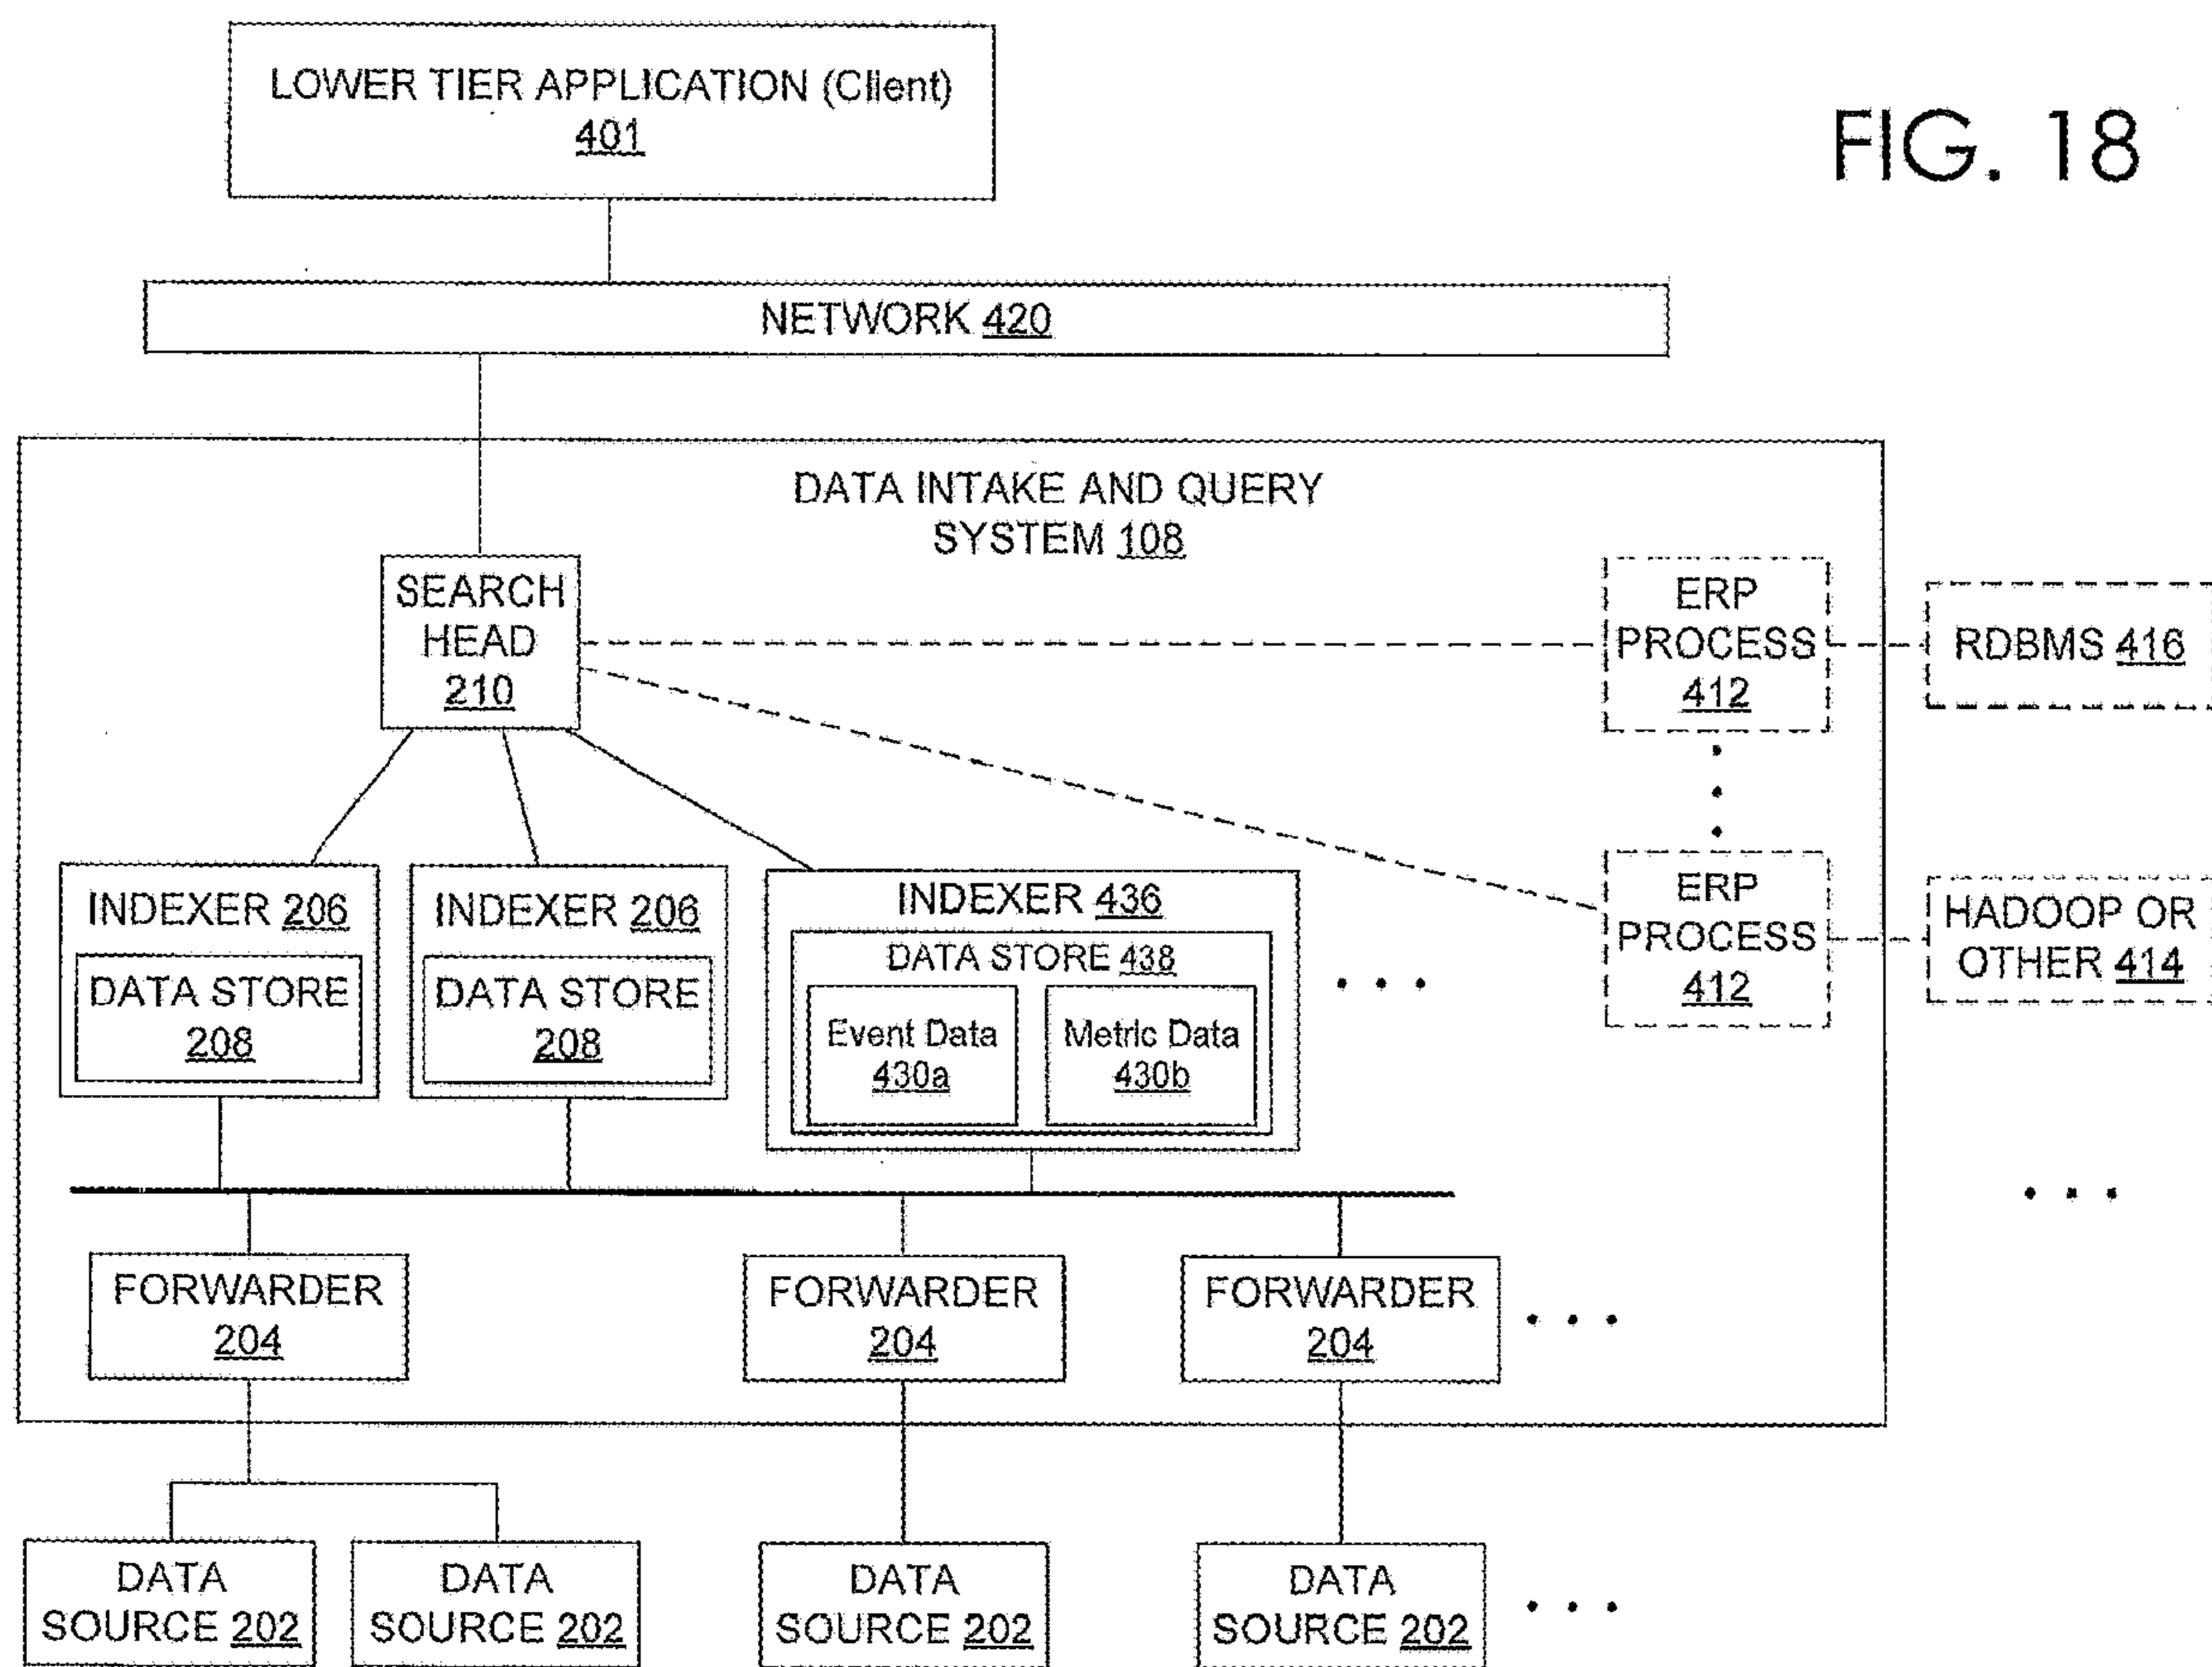 LOWER TIER APPLICATION (Client)
401
FIG. 18
NETWORK 420
DATA INTAKE AND QUERY
SYSTEM 108
SEARCH
HEAD
210
ERP
PROCESS
412
RDBMS 416
INDEXER 206
DATA STORE
208
INDEXER 206
DATA STORE
208
INDEXER 436
DATA STORE 438
Event Data
430a
Metric Data
430b
. . .
ERP
PROCESS
412
HADOOP OR
OTHER 414
. . .
FORWARDER
204
FORWARDER
204
FORWARDER
204
. . .
DATA
SOURCE 202
DATA
SOURCE 202
DATA
SOURCE 202
DATA
SOURCE 202
. . .